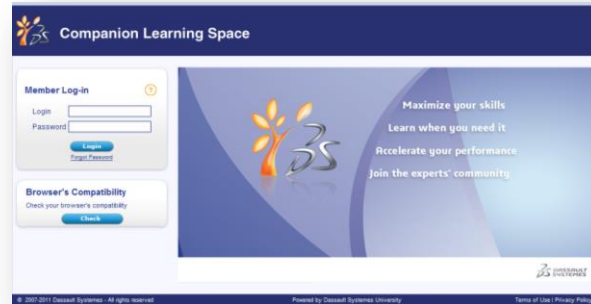 Companion Learning Space
Member Log-in
?
Login
Password
Login
Forgot Password
Browser's Compatibility
Check your browser's compatibility
Check
Maximize your skills
Learn when you need it
Accelerate your performance
Join the experts' community
DASSAULT
SYSTEMES
© 2007-2011 Dassault Systemes - All rights reserved
Powered by Dassault Systemes University
Terms of Use | Privacy Policy